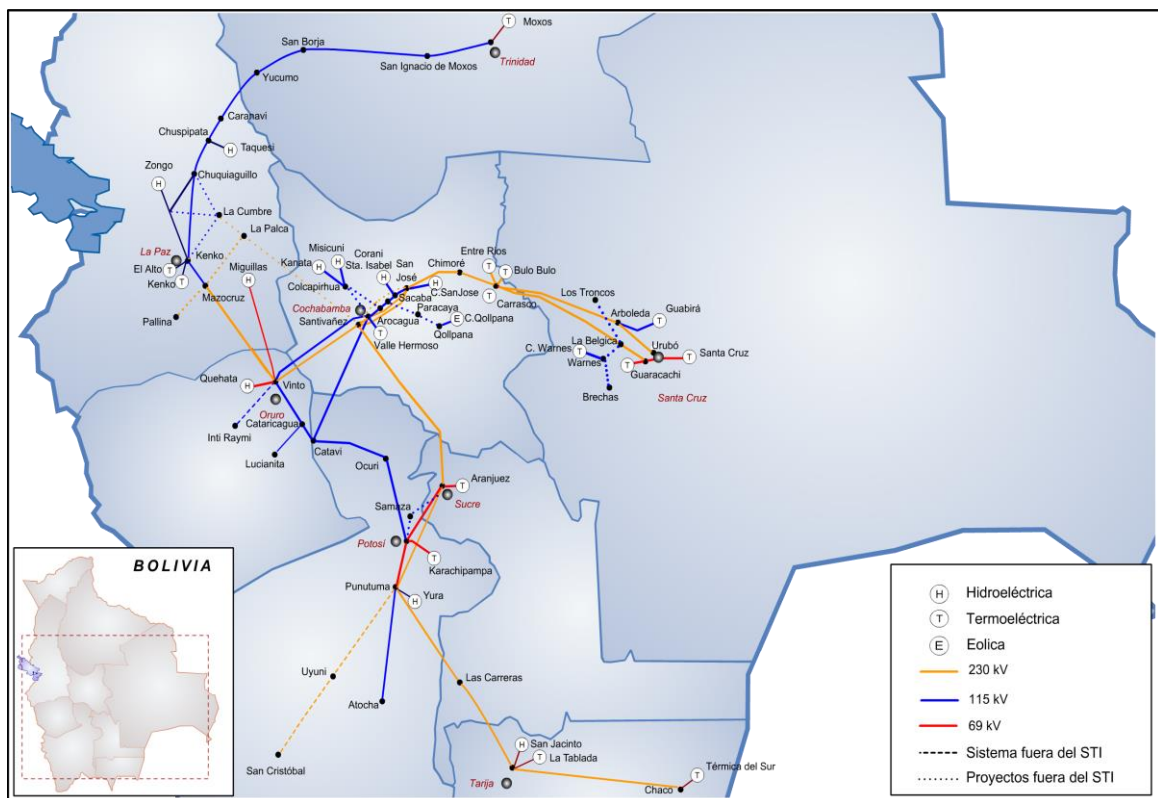 Moxos
T
San Borja
Trinidad
San Ignacio de Moxos
Yucumo
Caranavi
Chuspipata
Taquesi
H
Zongo
H
Chuquiaguillo
La Cumbre
La Palca
La Paz
Kenko
El Alto
T
Kenko
T
Miguillas
H
Mazocruz
Pallina
Misicuni
H
Corani
Sta. Isabel
H
San
José
Kanata
H
Colcapirhua
Chimoré
H
C.SanJose
Sacaba
Cochabamba
Santivañez
Arocagua
Paracaya
E
C.Qollpana
Qollpana
T
Valle Hermoso
Entre Rios
T
T
Bulo Bulo
T
Carrasco
Los Troncos
Arboleda
Guabirá
T
La Belgica
Urubó
C. Warnes
T
Warnes
T
Santa Cruz
T
Guaracachi
Brechas
Santa Cruz
Quehata
H
Vinto
Oruro
Inti Raymi
Cataricagua
Lucianita
Catavi
Ocuri
Aranjuez
T
Sucre
Samaza
Potosí
T
Karachipampa
Punutuma
Yura
H
Uyuni
Atocha
Las Carreras
San Cristóbal
San Jacinto
H
La Tablada
T
Tarija
Térmica del Sur
T
Chaco
BOLIVIA
H Hidroeléctrica
T Termoeléctrica
E Eolica
230 kV
115 kV
69 kV
Sistema fuera del STI
Proyectos fuera del STI